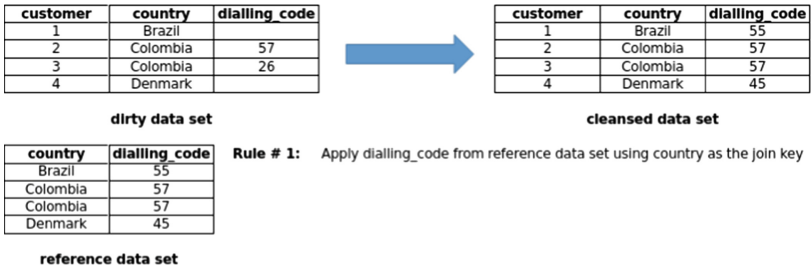 customer country dialling_code
1 Brazil
2 Colombia 57
3 Colombia 26
4 Denmark
dirty data set
customer country dialling_code
1 Brazil 55
2 Colombia 57
3 Colombia 57
4 Denmark 45
cleansed data set
country dialling_code
Brazil 55
Colombia 57
Colombia 57
Denmark 45
reference data set
Rule # 1: Apply dialling_code from reference data set using country as the join key